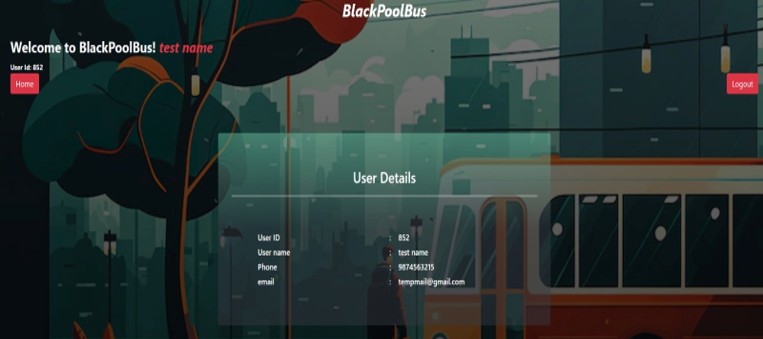 BlackPoolBus
Welcome to BlackPoolBus! test name
User Id: 852
Home
Logout
User Details
User ID : 852
User name : test name
Phone : 9874563215
email : tempmail@gmail.com